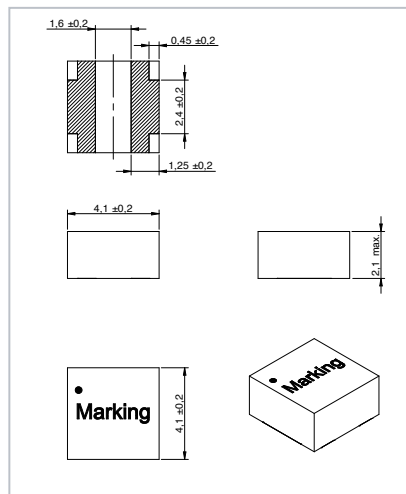 1,6 ±0,2
0,45 ±0,2
2,4 ±0,2
1,25 ±0,2
4,1 ±0,2
2,1 max.
Marking
4,1 ±0,2
Marking